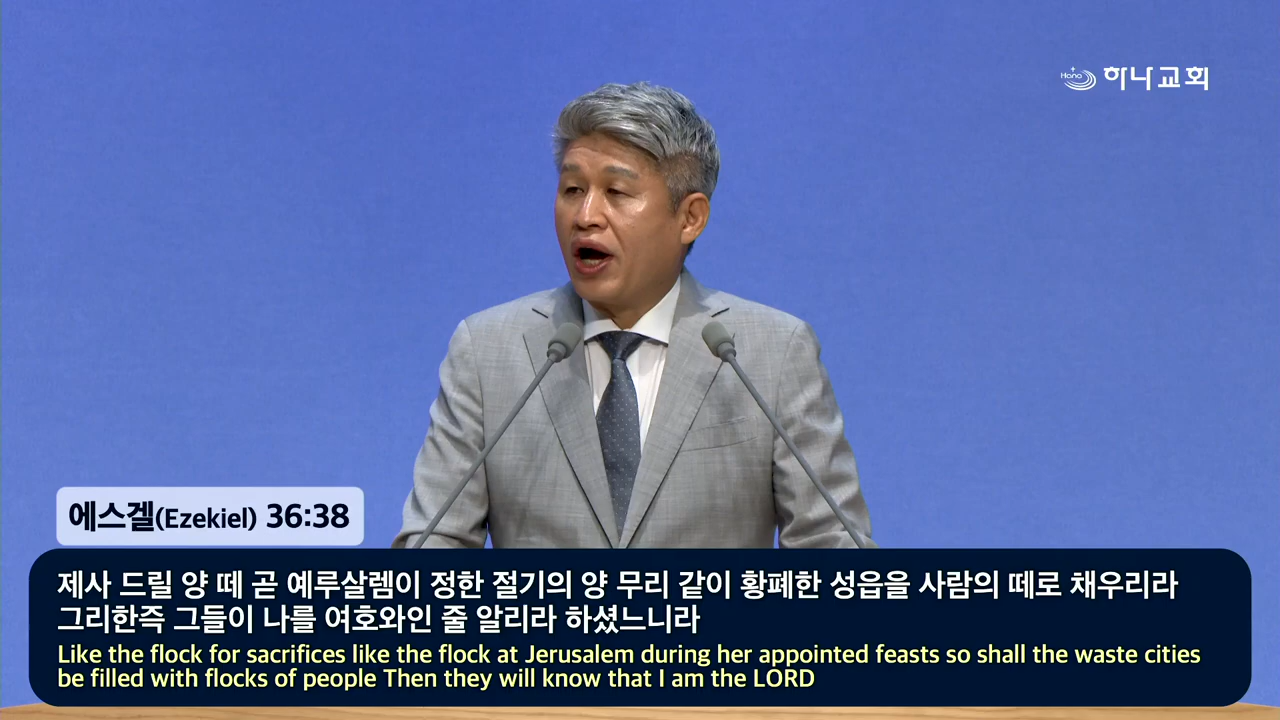 Hana 하나교회
에스겔(Ezekiel) 36:38
제사 드릴 양 떼 곧 예루살렘이 정한 절기의 양 무리 같이 황폐한 성읍을 사람의 떼로 채우리라
그리한즉 그들이 나를 여호와인 줄 알리라 하셨느니라
Like the flock for sacrifices like the flock at Jerusalem during her appointed feasts so shall the waste cities
be filled with flocks of people Then they will know that I am the LORD